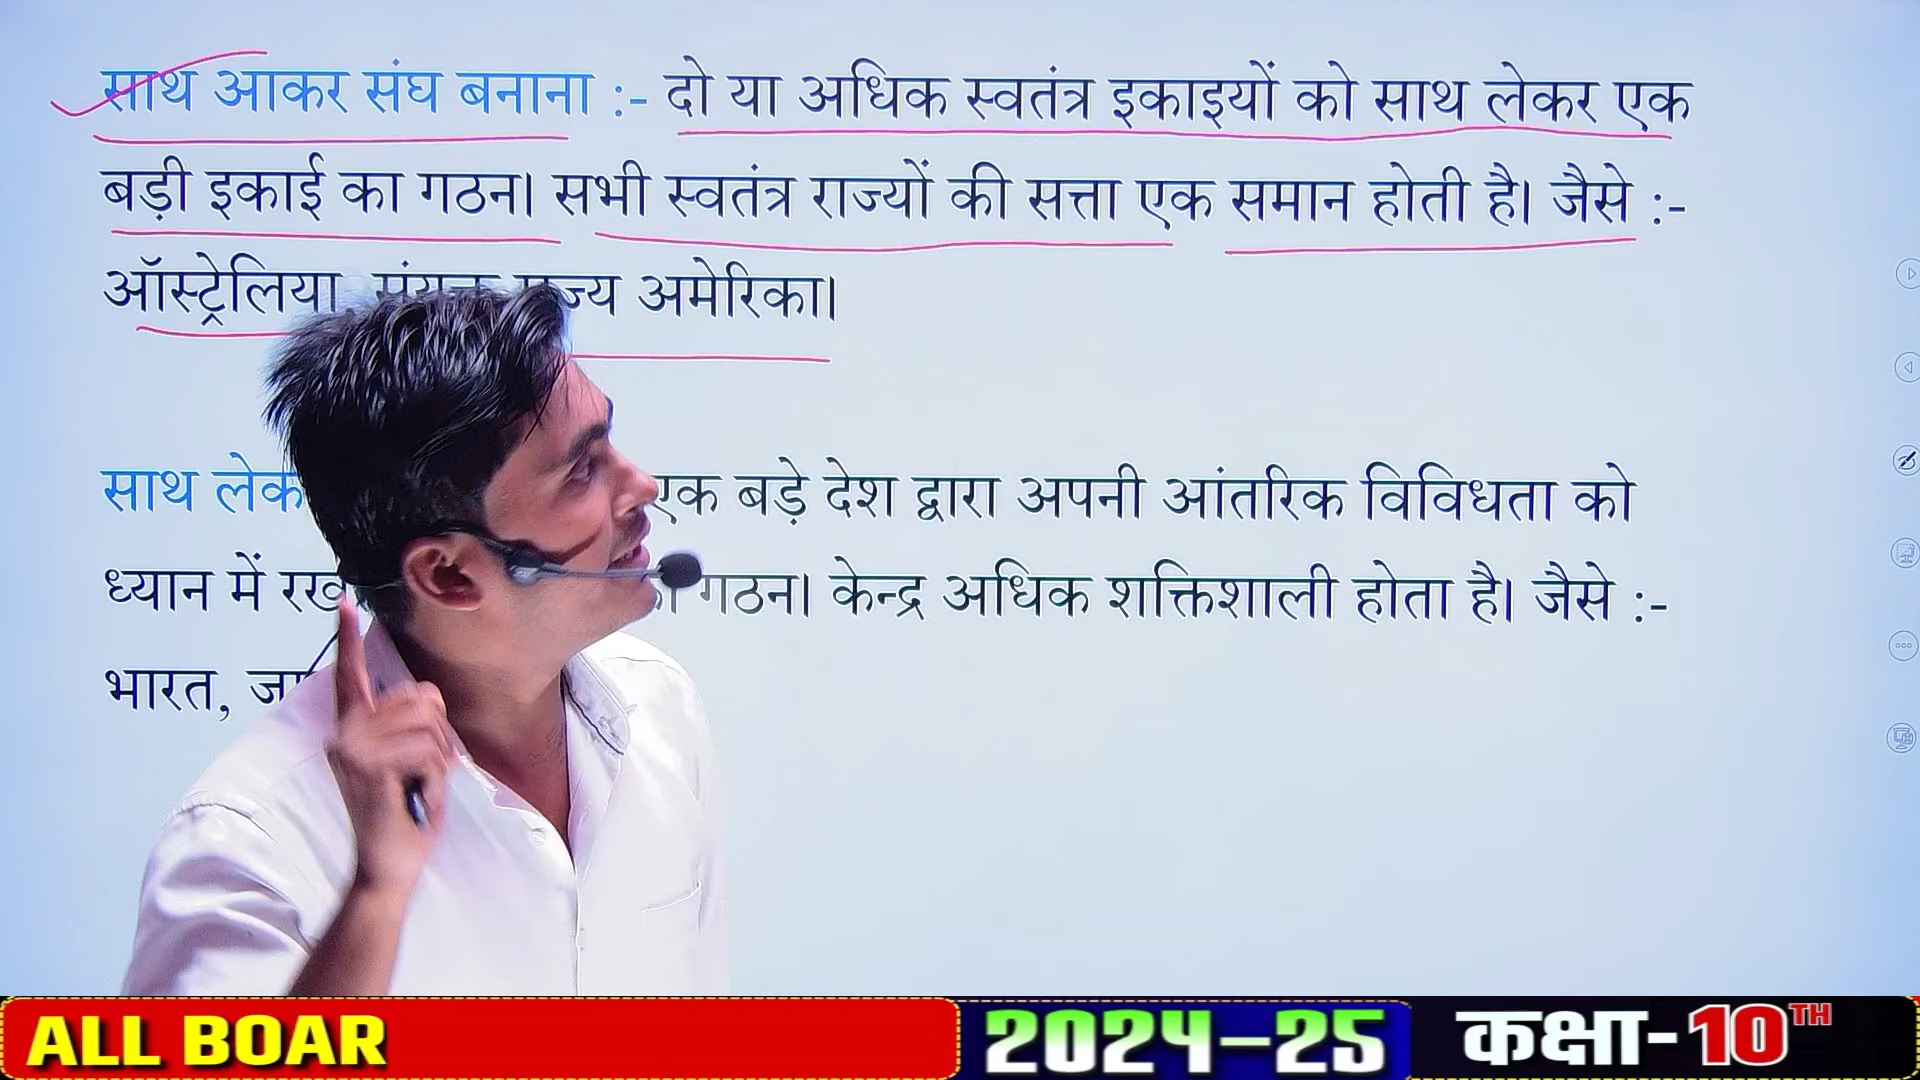 साथ आकर संघ बनाना :- दो या अधिक स्वतंत्र इकाइयों को साथ लेकर एक
बड़ी इकाई का गठन। सभी स्वतंत्र राज्यों की सत्ता एक समान होती है। जैसे :-
ऑस्ट्रेलिया, अमेरिका।
साथ एक बड़े देश द्वारा अपनी आंतरिक विविधता को
ध्यान में गठन। केन्द्र अधिक शक्तिशाली होता है। जैसे :-
भारत,
ALL BOAR
2024-25
कक्षा-10TH